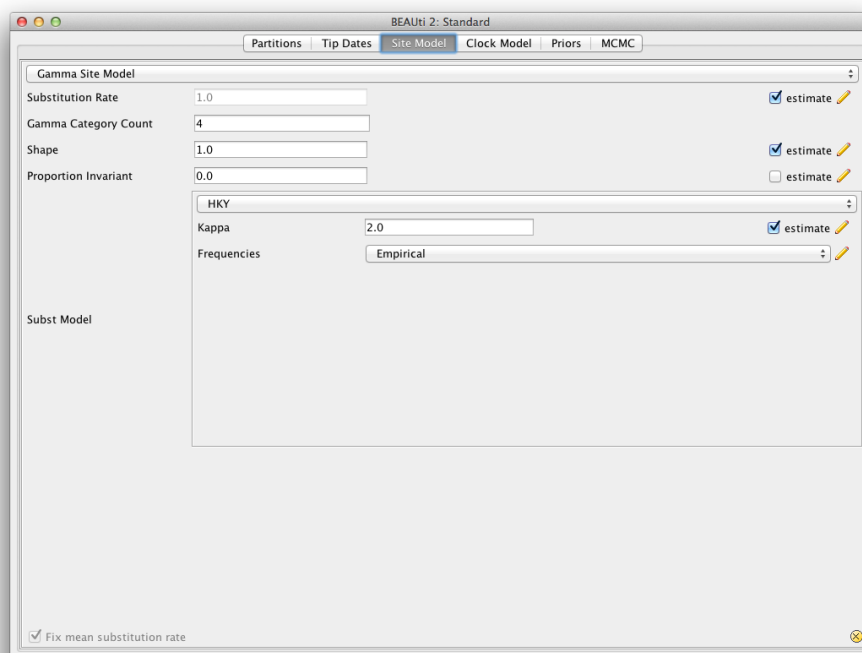 BEAUti 2: Standard
Partitions Tip Dates Site Model Clock Model Priors MCMC
Gamma Site Model
Substitution Rate 1.0 estimate
Gamma Category Count 4
Shape 1.0 estimate
Proportion Invariant 0.0 estimate
HKY
Kappa 2.0 estimate
Frequencies Empirical
Subst Model
Fix mean substitution rate